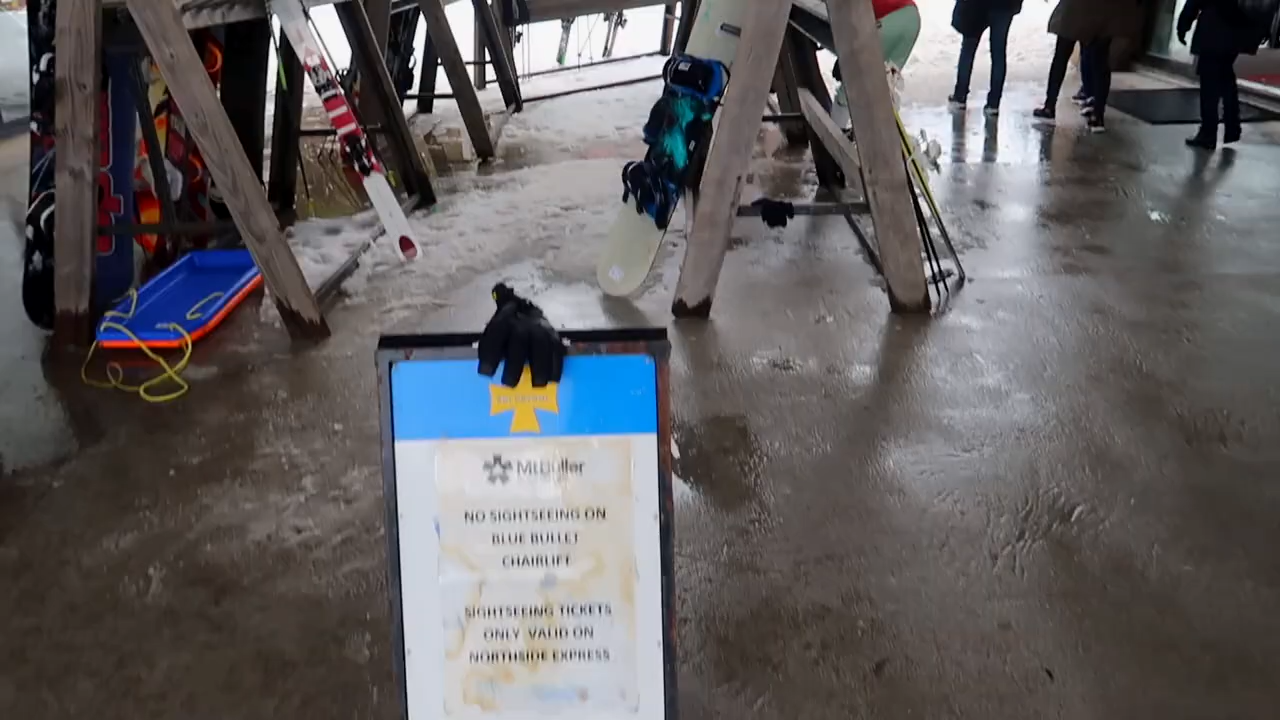 Mt.Buller
NO SIGHTSEEING ON
BLUE BULLET
CHAIRLIFT
SIGHTSEEING TICKETS
ONLY VALID ON
NORTHSIDE EXPRESS